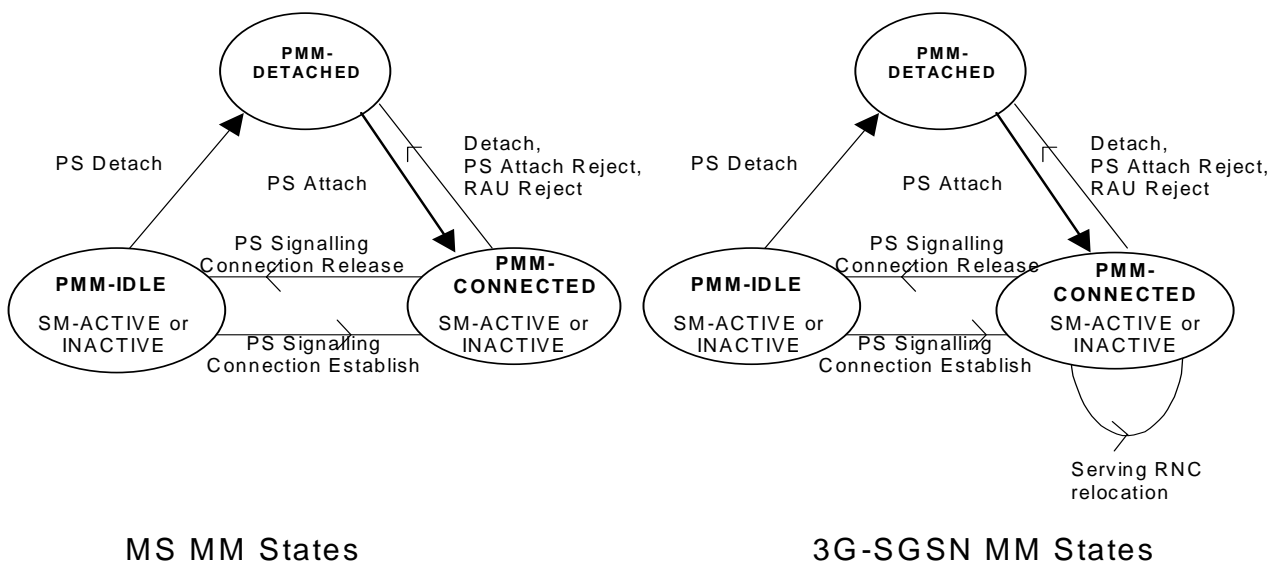 PMM-
DETACHED
PS Detach
PS Attach
Detach,
PS Attach Reject,
RAU Reject
PS Signalling
Connection Release
PMM-IDLE
SM-ACTIVE or
INACTIVE
PMM-
CONNECTED
SM-ACTIVE or
INACTIVE
PS Signalling
Connection Establish
MS MM States
PMM-
DETACHED
PS Detach
PS Attach
Detach,
PS Attach Reject,
RAU Reject
PS Signalling
Connection Release
PMM-IDLE
SM-ACTIVE or
INACTIVE
PMM-
CONNECTED
SM-ACTIVE or
INACTIVE
PS Signalling
Connection Establish
Serving RNC
relocation
3G-SGSN MM States